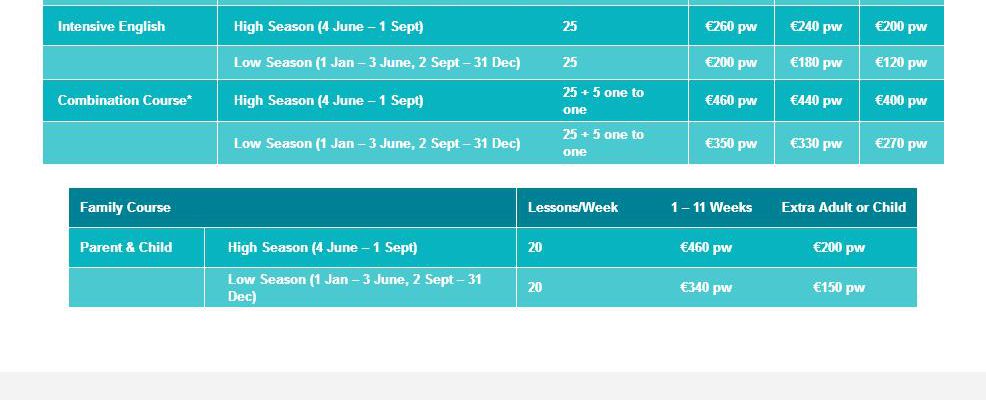 Intensive English High Season (4 June – 1 Sept) 25 €260 pw €240 pw €200 pw
Low Season (1 Jan – 3 June, 2 Sept – 31 Dec) 25 €200 pw €180 pw €120 pw
Combination Course* High Season (4 June – 1 Sept) 25 + 5 one to €460 pw €440 pw €400 pw
one
Low Season (1 Jan – 3 June, 2 Sept – 31 Dec) 25 + 5 one to €350 pw €330 pw €270 pw
one
Family Course Lessons/Week 1 – 11 Weeks Extra Adult or Child
Parent & Child High Season (4 June – 1 Sept) 20 €460 pw €200 pw
Low Season (1 Jan – 3 June, 2 Sept – 31 20 €340 pw €150 pw
Dec)